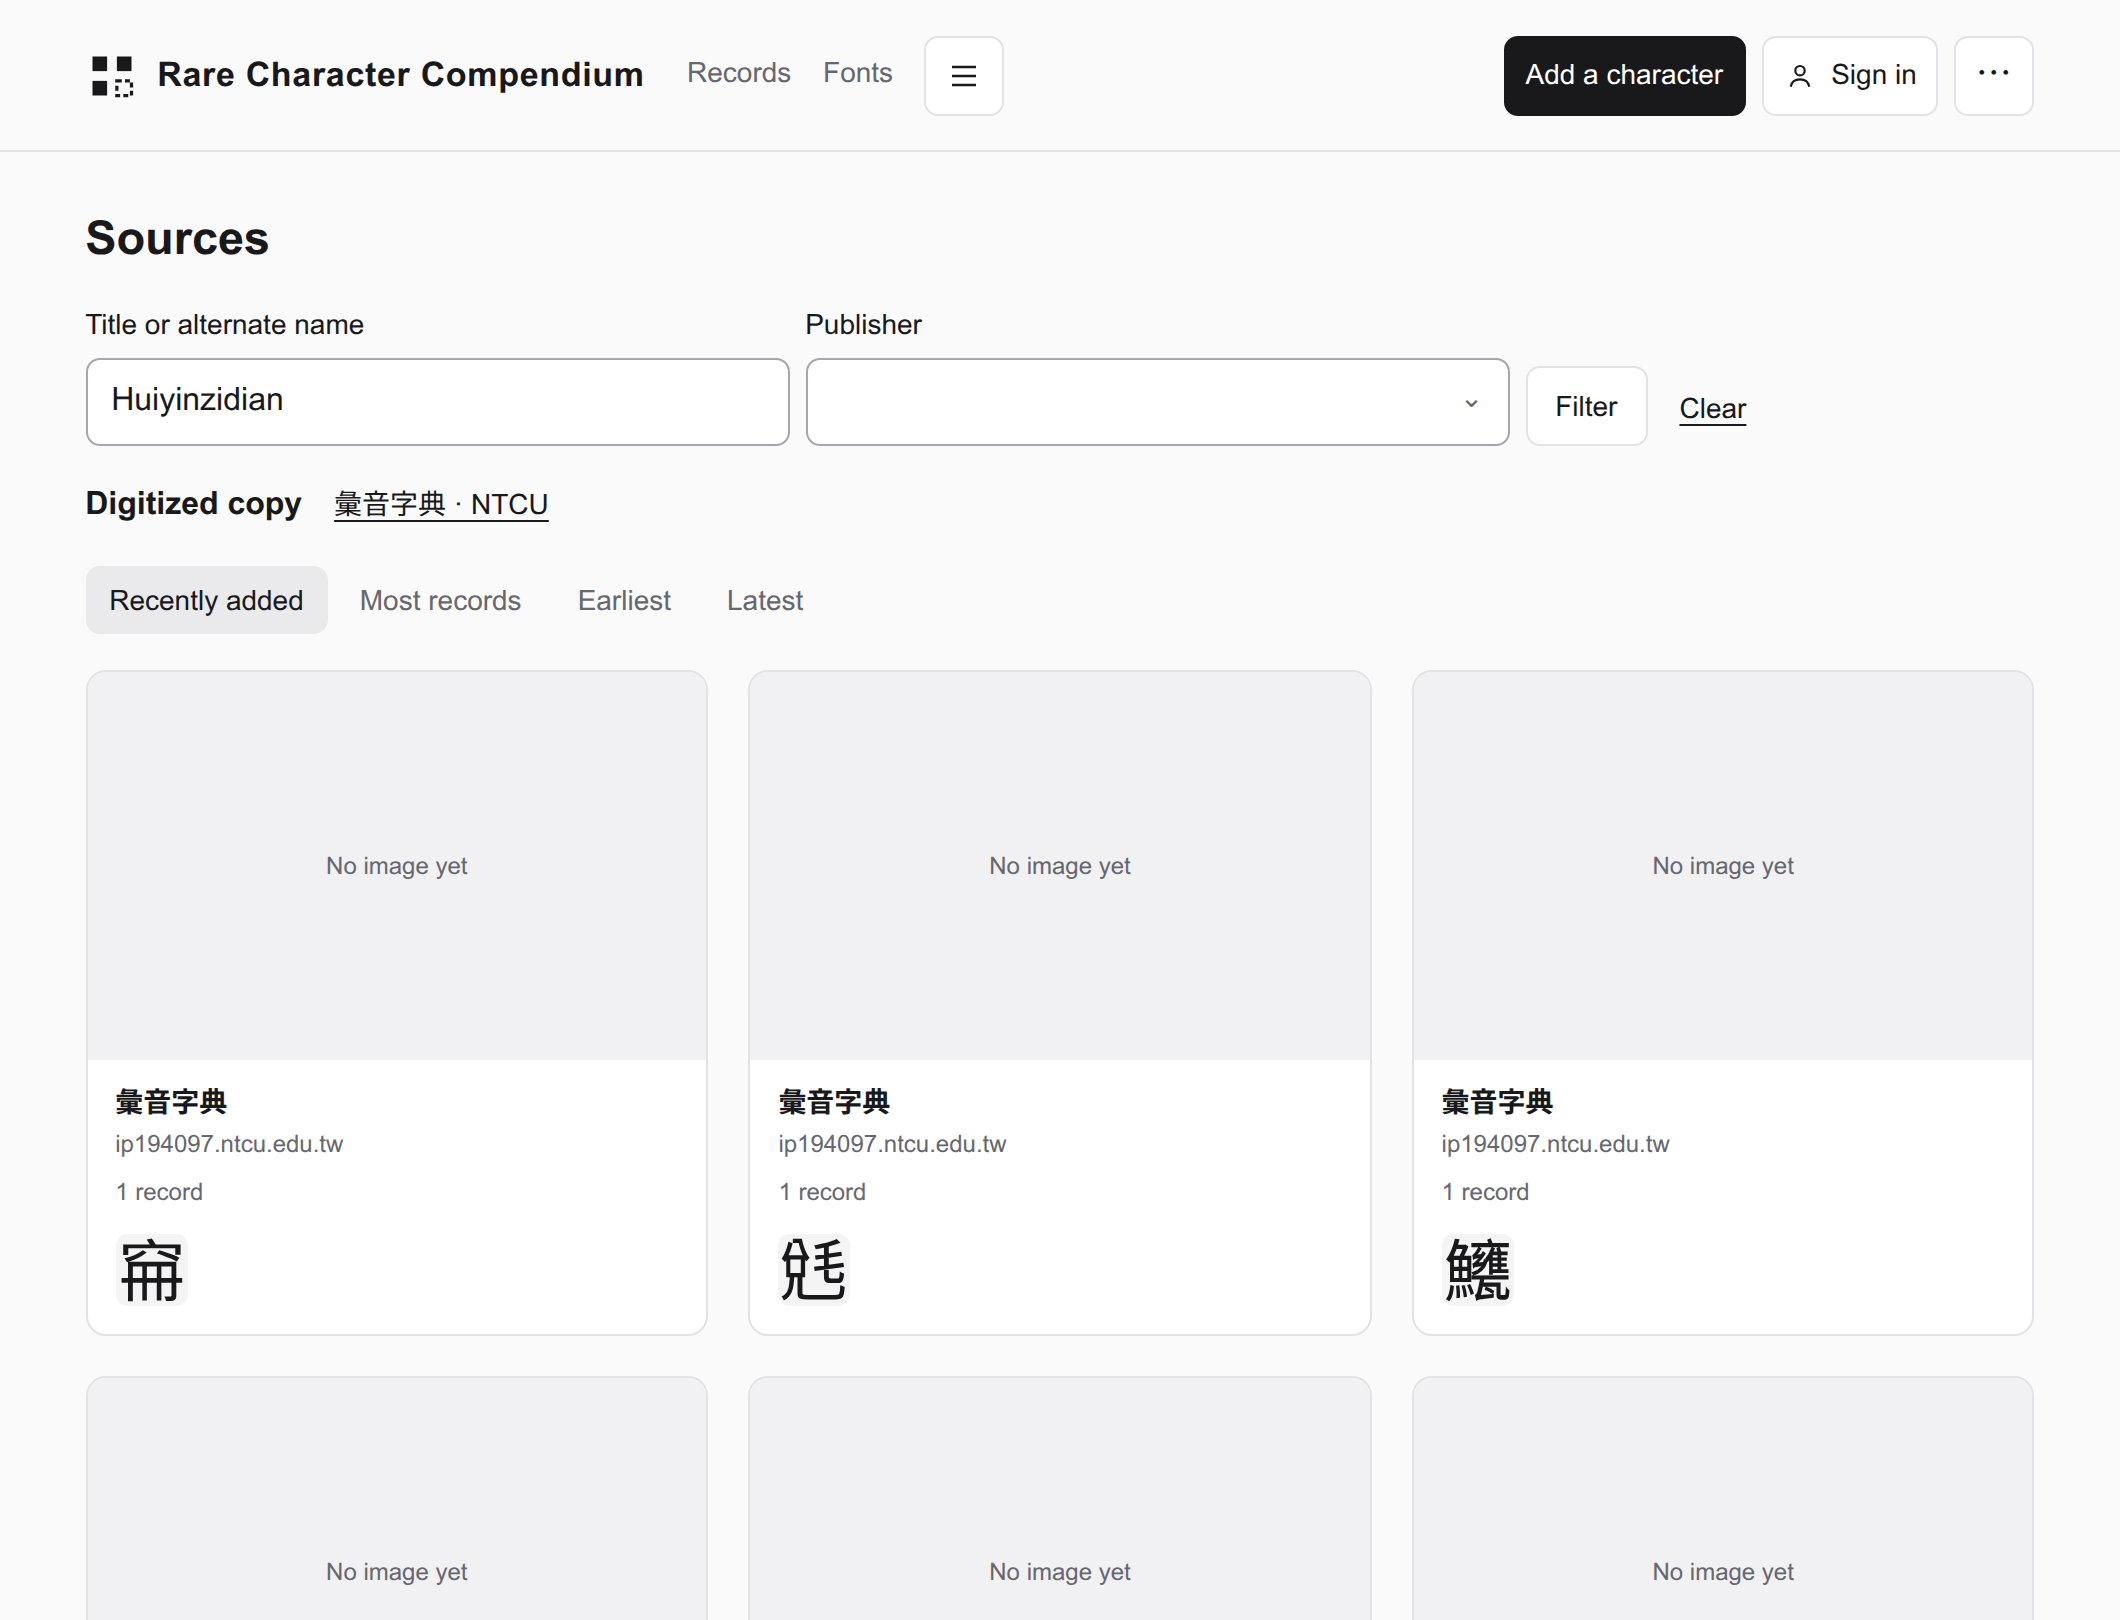 Rare Character Compendium
Records
Fonts
Add a character
Sign in
Sources
Title or alternate name
Publisher
Huiyinzidian
Filter
Clear
Digitized copy
彙音字典 · NTCU
Recently added
Most records
Earliest
Latest
No image yet
No image yet
No image yet
彙音字典
ip194097.ntcu.edu.tw
1 record
彙音字典
ip194097.ntcu.edu.tw
1 record
彙音字典
ip194097.ntcu.edu.tw
1 record
No image yet
No image yet
No image yet